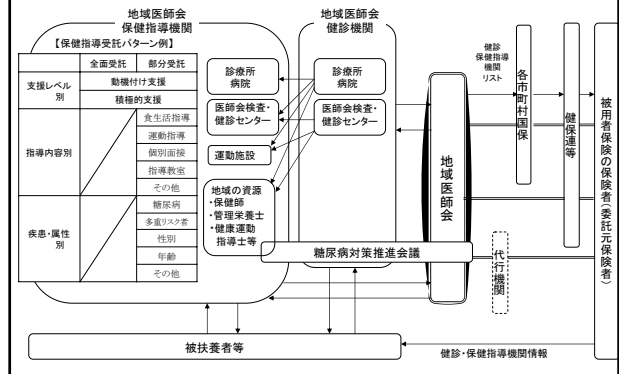 地域医師会
保健指導機関
【保健指導受託パターン例】
全面受託
部分受託
支援レベル
別
動機付け支援
積極的支援
指導内容別
食生活指導
運動指導
個別面接
指導教室
その他
疾患・属性
別
糖尿病
多重リスク者
性別
年齢
その他
診療所
病院
医師会検査・
健診センター
運動施設
地域の資源
・保健師
・管理栄養士
・健康運動
指導士等
地域医師会
健診機関
診療所
病院
医師会検査・
健診センター
糖尿病対策推進会議
地域医師会
健診
保健指導
機関
リスト
各市町村国保
代行機関
健保連等
被用者保険の保険者（委託元保険者）
被扶養者等
健診・保健指導機関情報